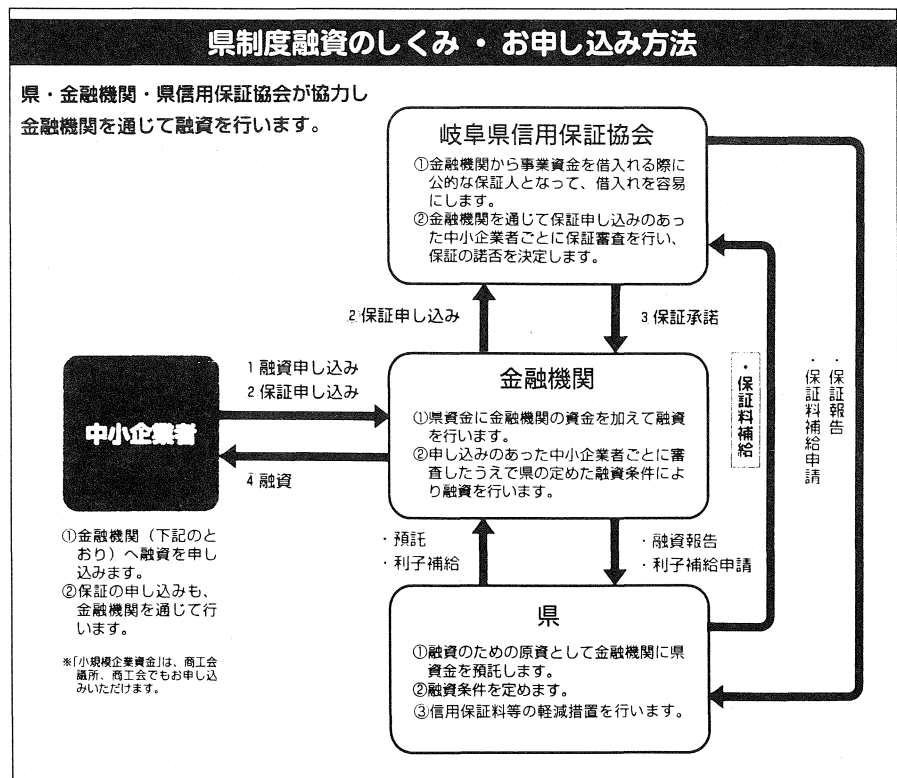 県制度融資のしくみ・お申し込み方法
県・金融機関・県信用保証協会が協力し
金融機関を通じて融資を行います。
岐阜県信用保証協会
①金融機関から事業資金を借入れる際に
公的な保証人となって、借入れを容易
にします。
②金融機関を通じて保証申し込みのあっ
た中小企業者ごとに保証審査を行い、
保証の諾否を決定します。
2 保証申し込み
3 保証承諾
1 融資申し込み
2 保証申し込み
中小企業者
4 融資
金融機関
①県資金に金融機関の資金を加えて融資
を行います。
②申し込みのあった中小企業者ごとに審
査したうえで県の定めた融資条件によ
り融資を行います。
・保証料補給
・保証報告
・保証料補給申請
①金融機関（下記のと
おり）へ融資を申し
込みます。
②保証の申し込みも、
金融機関を通じて行
います。
※「小規模企業資金」は、商工会
議所、商工会でもお申し込
みいただけます。
・預託
・利子補給
・融資報告
・利子補給申請
県
①融資のための原資として金融機関に県
資金を預託します。
②融資条件を定めます。
③信用保証料等の軽減措置を行います。